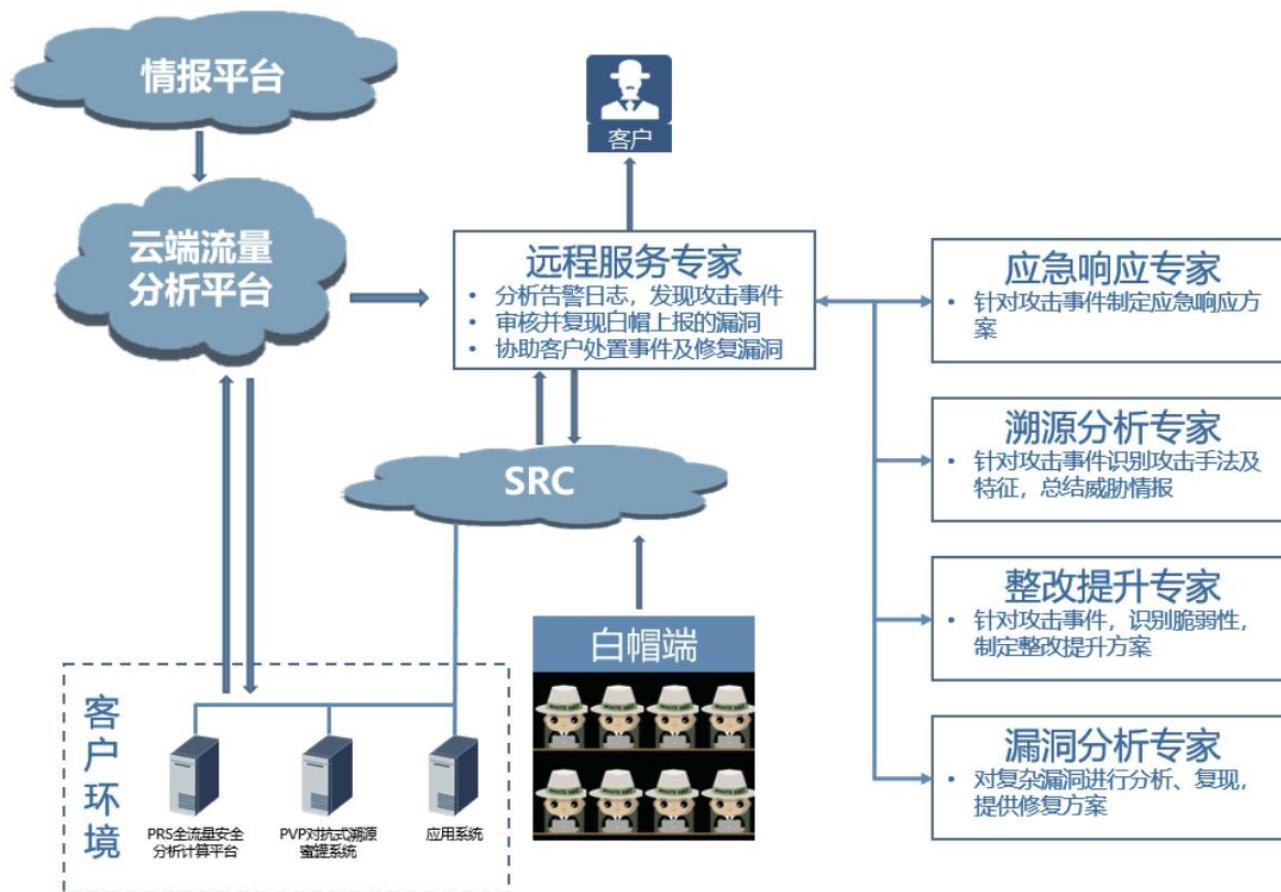 情报平台
客户
云端流量
分析平台
远程服务专家
• 分析告警日志，发现攻击事件
• 审核并复现白帽上报的漏洞
• 协助客户处置事件及修复漏洞
应急响应专家
• 针对攻击事件制定应急响应方
案
溯源分析专家
• 针对攻击事件识别攻击手法及
特征，总结威胁情报
整改提升专家
• 针对攻击事件，识别脆弱性，
制定整改提升方案
漏洞分析专家
• 对复杂漏洞进行分析、复现，
提供修复方案
SRC
白帽端
客户环境
PRS全流量安全
分析计算平台
PVP对抗式溯源
蜜罐系统
应用系统